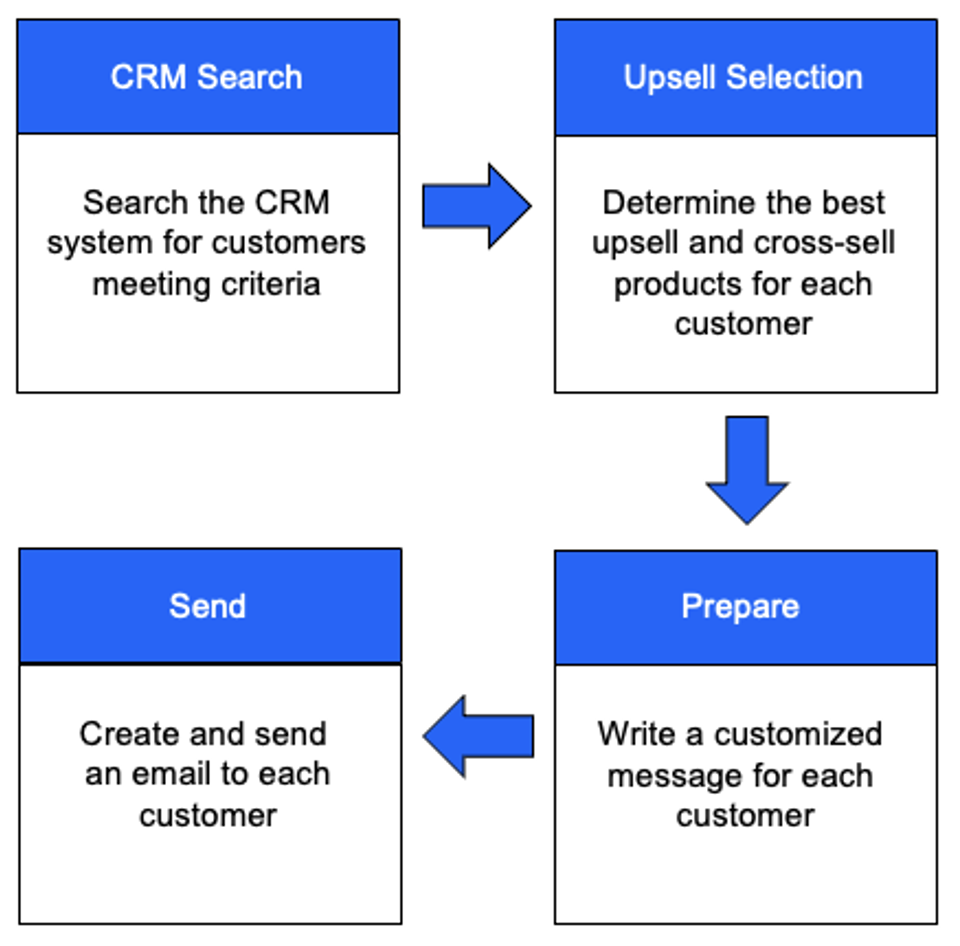 CRM Search
Search the CRM
system for customers
meeting criteria
Upsell Selection
Determine the best
upsell and cross-sell
products for each
customer
Prepare
Write a customized
message for each
customer
Send
Create and send
an email to each
customer